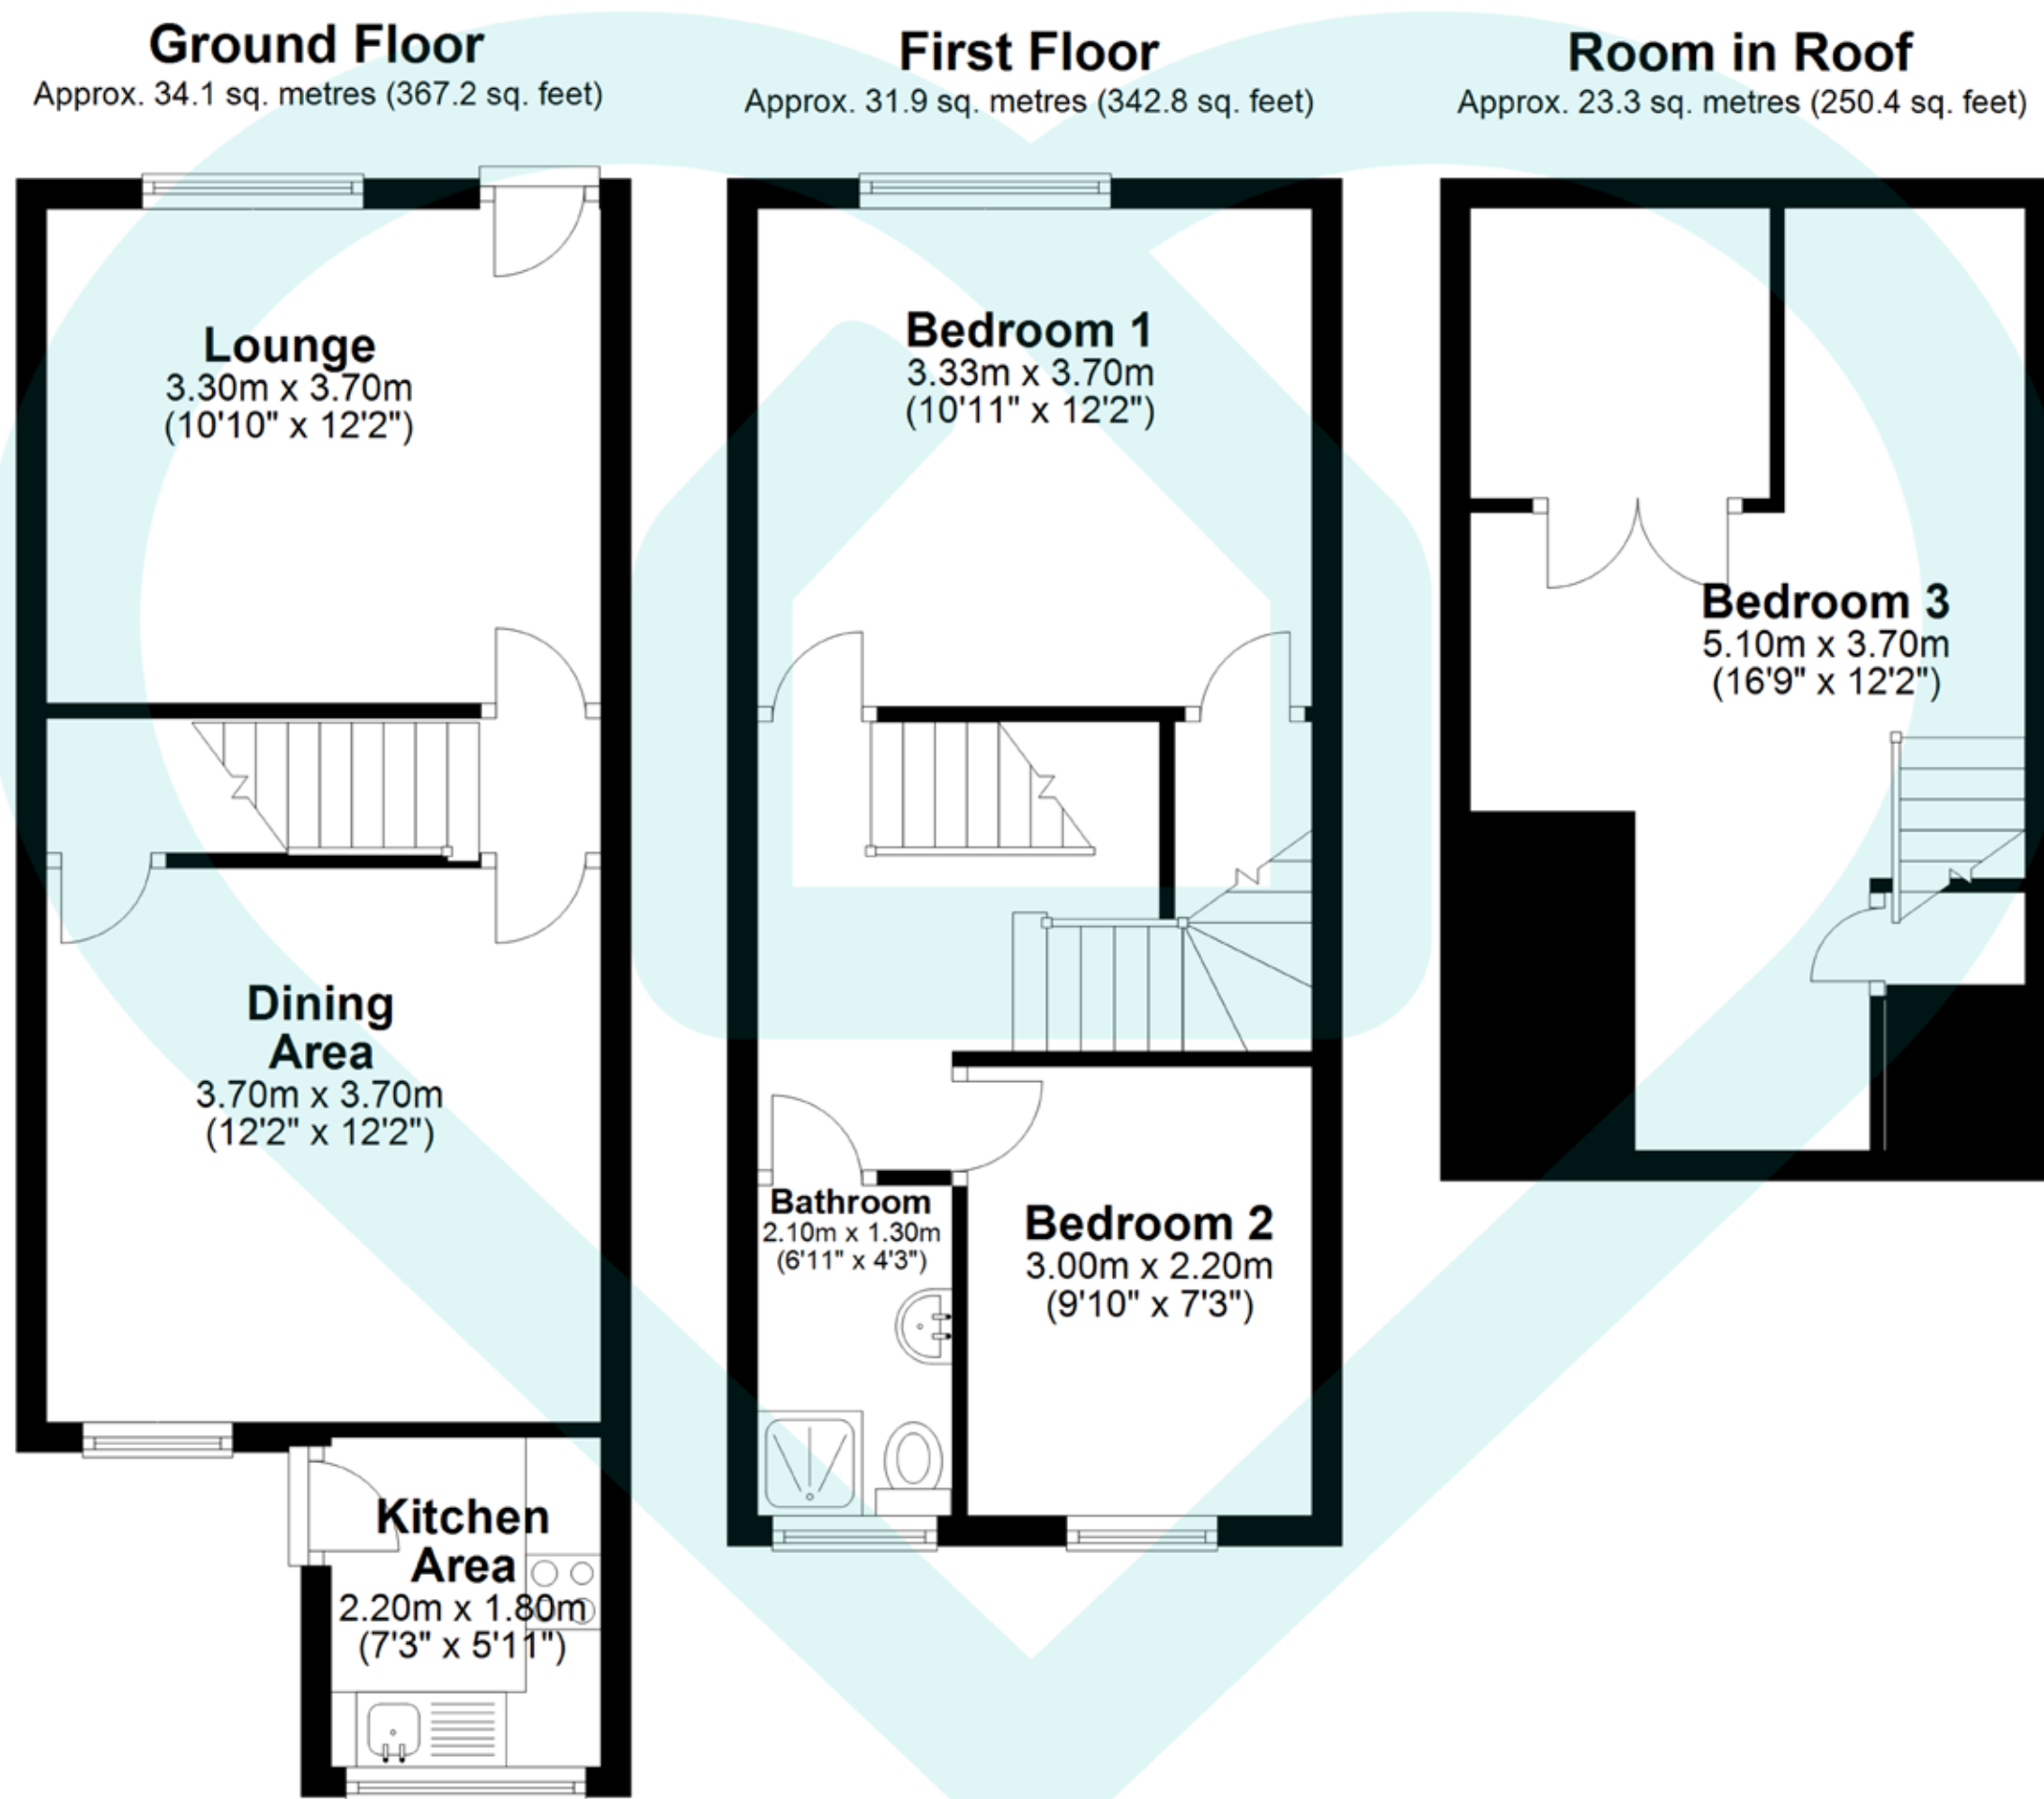 Ground Floor
Approx. 34.1 sq. metres (367.2 sq. feet)
Lounge
3.30m x 3.70m
(10'10" x 12'2")
Dining
Area
3.70m x 3.70m
(12'2" x 12'2")
Kitchen
Area
2.20m x 1.80m
(7'3" x 5'11")
First Floor
Approx. 31.9 sq. metres (342.8 sq. feet)
Bedroom 1
3.33m x 3.70m
(10'11" x 12'2")
Bathroom
2.10m x 1.30m
(6'11" x 4'3")
Bedroom 2
3.00m x 2.20m
(9'10" x 7'3")
Room in Roof
Approx. 23.3 sq. metres (250.4 sq. feet)
Bedroom 3
5.10m x 3.70m
(16'9" x 12'2")